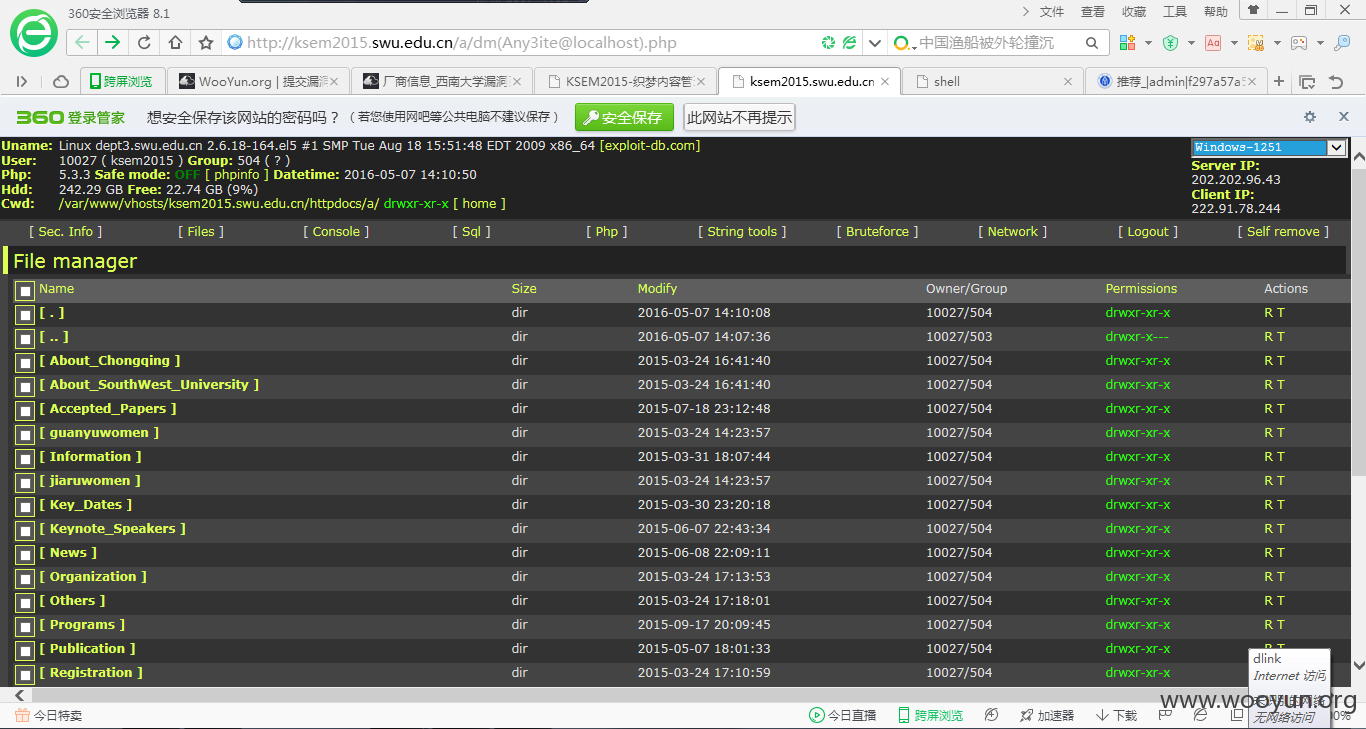 360安全浏览器 8.1
文件 查看 收藏 工具 帮助
http://ksem2015.swu.edu.cn/a/dm(Any3ite@localhost).php
中国渔船被外轮撞沉
跨屏浏览
WooYun.org | 提交漏洞
厂商信息_西南大学漏洞
KSEM2015-织梦内容管
ksem2015.swu.edu.cn
shell
推荐_|admin|f297a57a5
360 登录管家
想安全保存该网站的密码吗？（若您使用网吧等公共电脑不建议保存）
安全保存
此网站不再提示
Uname: Linux dept3.swu.edu.cn 2.6.18-164.el5 #1 SMP Tue Aug 18 15:51:48 EDT 2009 x86_64 [exploit-db.com]
User: 10027 ( ksem2015 ) Group: 504 ( ? )
Php: 5.3.3 Safe mode: OFF [ phpinfo ] Datetime: 2016-05-07 14:10:50
Hdd: 242.29 GB Free: 22.74 GB (9%)
Cwd: /var/www/vhosts/ksem2015.swu.edu.cn/httpdocs/a/ drwxr-xr-x [ home ]
Windows-1251
Server IP:
202.202.96.43
Client IP:
222.91.78.244
[ Sec. Info ] [ Files ] [ Console ] [ Sql ] [ Php ] [ String tools ] [ Bruteforce ] [ Network ] [ Logout ] [ Self remove ]
File manager
Name Size Modify Owner/Group Permissions Actions
[ . ] dir 2016-05-07 14:10:08 10027/504 drwxr-xr-x R T
[ .. ] dir 2016-05-07 14:07:36 10027/503 drwxr-x--- R T
[ About_Chongqing ] dir 2015-03-24 16:41:40 10027/504 drwxr-xr-x R T
[ About_SouthWest_University ] dir 2015-03-24 16:41:40 10027/504 drwxr-xr-x R T
[ Accepted_Papers ] dir 2015-07-18 23:12:48 10027/504 drwxr-xr-x R T
[ guanyuwomen ] dir 2015-03-24 14:23:57 10027/504 drwxr-xr-x R T
[ Information ] dir 2015-03-31 18:07:44 10027/504 drwxr-xr-x R T
[ jiaruwomen ] dir 2015-03-24 14:23:57 10027/504 drwxr-xr-x R T
[ Key_Dates ] dir 2015-03-30 23:20:18 10027/504 drwxr-xr-x R T
[ Keynote_Speakers ] dir 2015-06-07 22:43:34 10027/504 drwxr-xr-x R T
[ News ] dir 2015-06-08 22:09:11 10027/504 drwxr-xr-x R T
[ Organization ] dir 2015-03-24 17:13:53 10027/504 drwxr-xr-x R T
[ Others ] dir 2015-03-24 17:18:01 10027/504 drwxr-xr-x R T
[ Programs ] dir 2015-09-17 20:09:45 10027/504 drwxr-xr-x R T
[ Publication ] dir 2015-05-07 18:01:33 10027/504 drwxr-xr-x R T
[ Registration ] dir 2015-03-24 17:10:59 10027/504 drwxr-xr-x
dlink
Internet 访问
无网络访问
www.wooyun.org
今日特卖
今日直播 跨屏浏览 加速器 下载